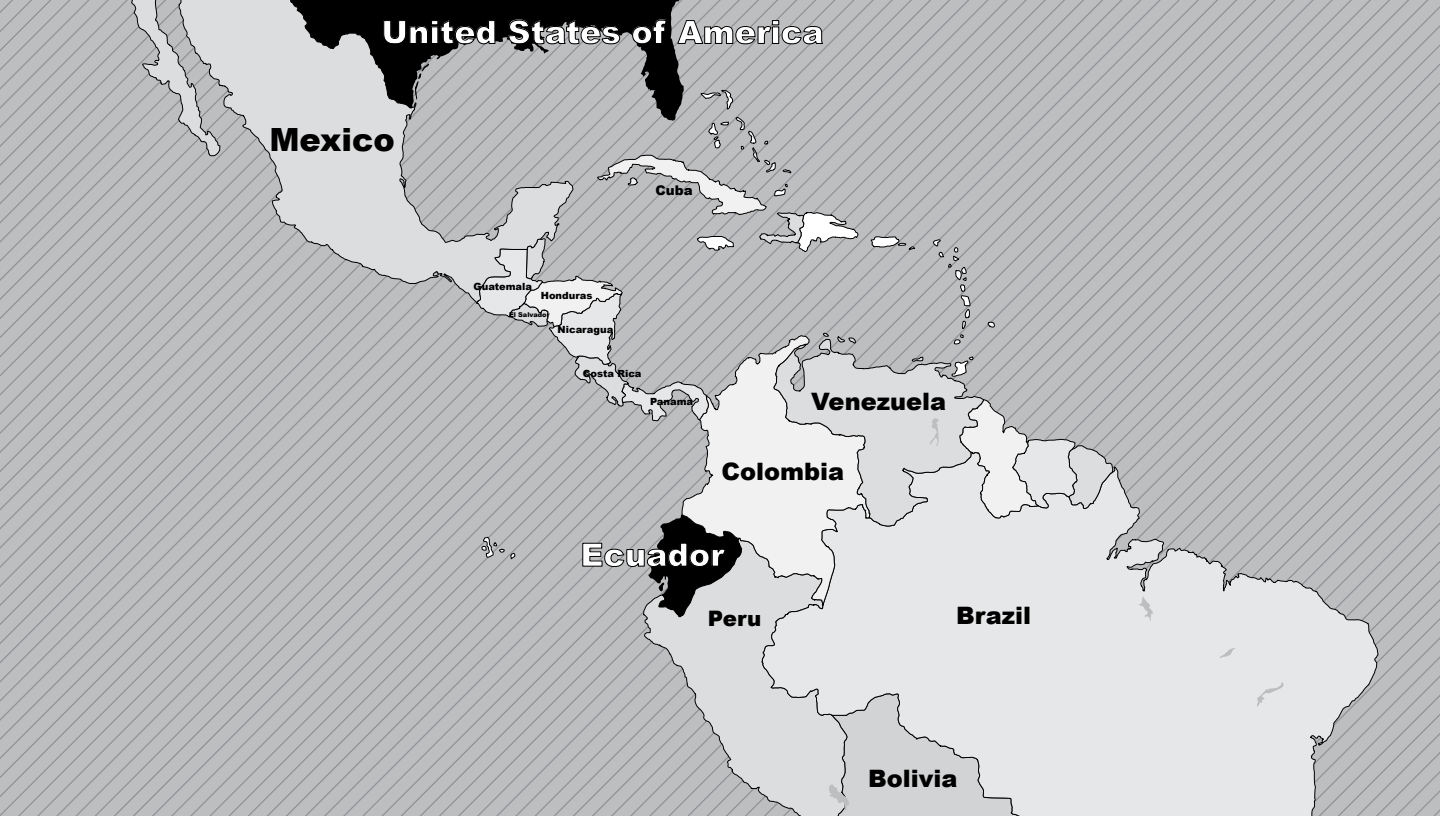 United States of America
Mexico
Cuba
Guatemala
Honduras
El Salvador
Nicaragua
Costa Rica
Panama
Venezuela
Colombia
Ecuador
Peru
Brazil
Bolivia